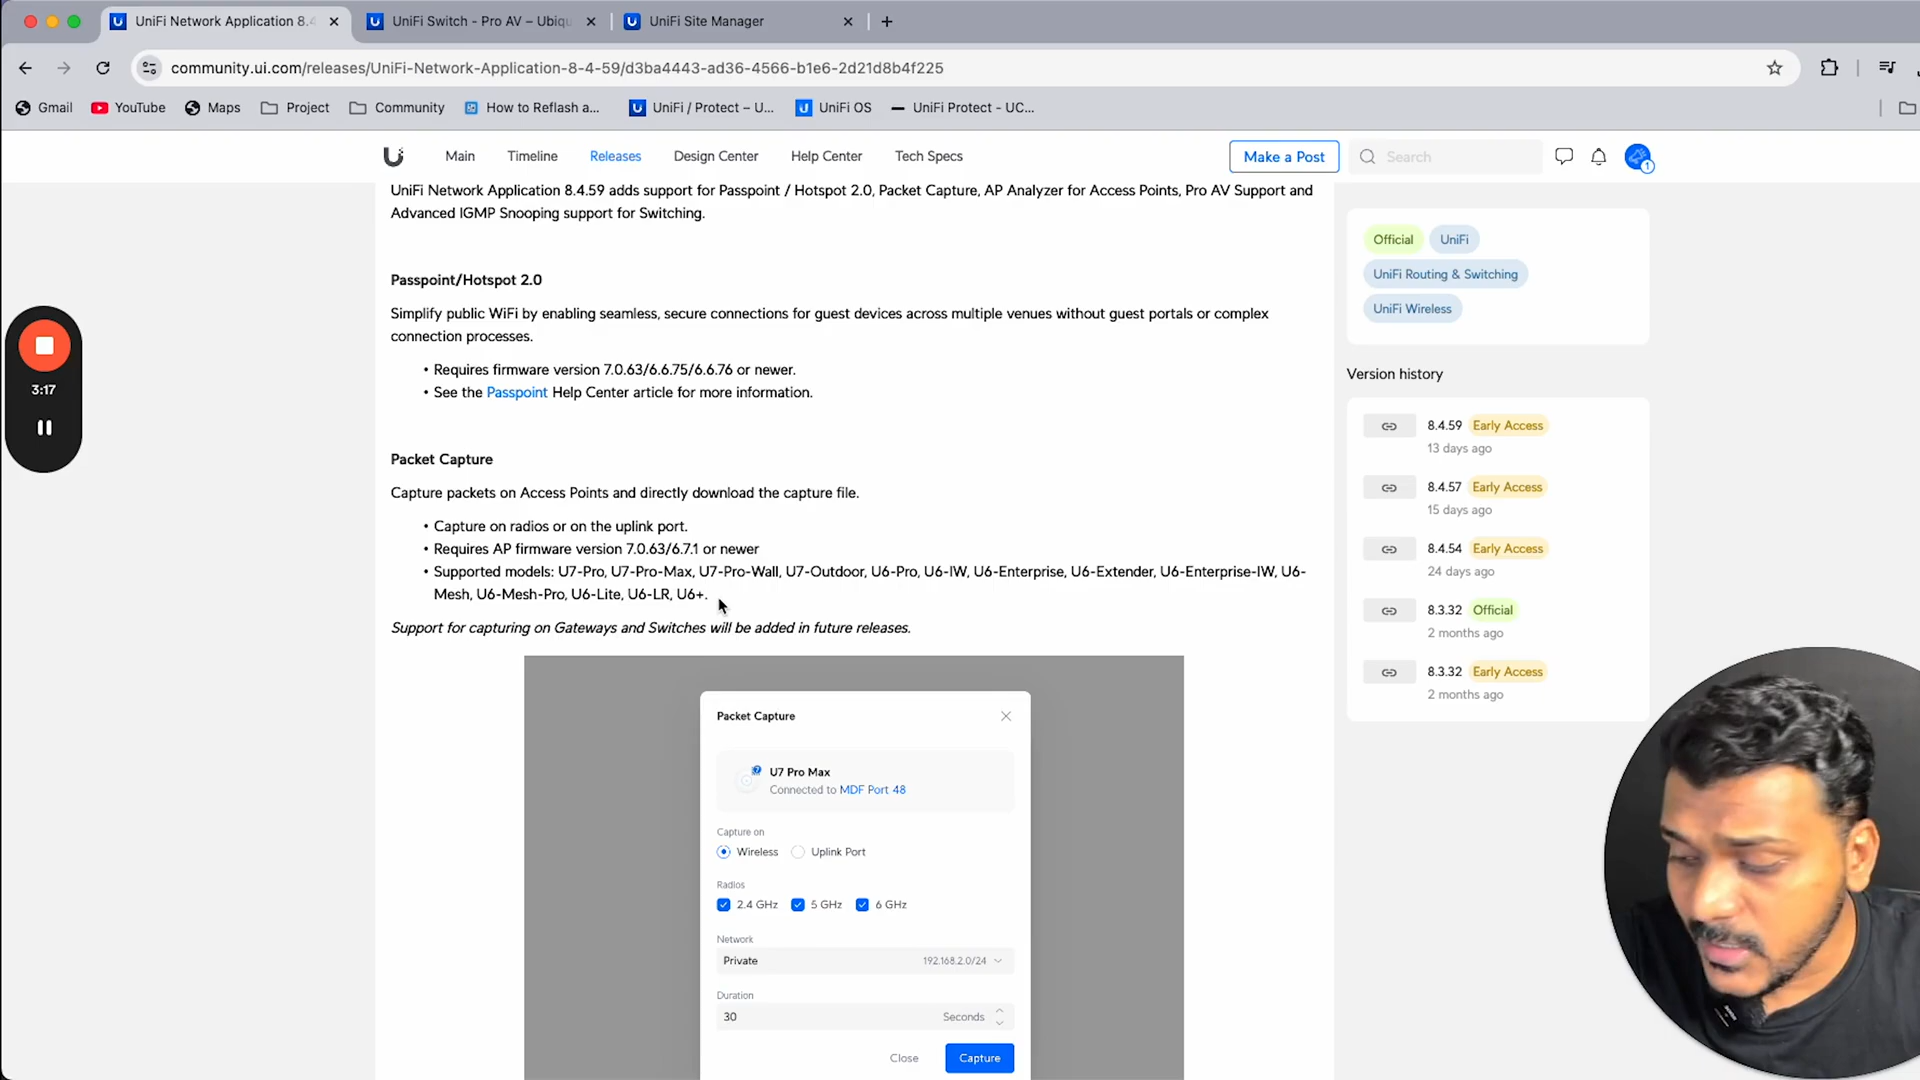 UniFi Network Application 8.4
UniFi Switch - Pro AV – Ubiqu
UniFi Site Manager
community.ui.com/releases/UniFi-Network-Application-8-4-59/d3ba4443-ad36-4566-b1e6-2d21d8b4f225
Gmail
YouTube
Maps
Project
Community
How to Reflash a...
UniFi / Protect – U...
UniFi OS
UniFi Protect - UC...
Main
Timeline
Releases
Design Center
Help Center
Tech Specs
Make a Post
Search
1
UniFi Network Application 8.4.59 adds support for Passpoint / Hotspot 2.0, Packet Capture, AP Analyzer for Access Points, Pro AV Support and
Advanced IGMP Snooping support for Switching.
Passpoint/Hotspot 2.0
Simplify public WiFi by enabling seamless, secure connections for guest devices across multiple venues without guest portals or complex
connection processes.
• Requires firmware version 7.0.63/6.6.75/6.6.76 or newer.
• See the Passpoint Help Center article for more information.
Packet Capture
Capture packets on Access Points and directly download the capture file.
• Capture on radios or on the uplink port.
• Requires AP firmware version 7.0.63/6.7.1 or newer
• Supported models: U7-Pro, U7-Pro-Max, U7-Pro-Wall, U7-Outdoor, U6-Pro, U6-IW, U6-Enterprise, U6-Extender, U6-Enterprise-IW, U6-
Mesh, U6-Mesh-Pro, U6-Lite, U6-LR, U6+.
Support for capturing on Gateways and Switches will be added in future releases.
Packet Capture
U7 Pro Max
Connected to MDF Port 48
Capture on
Wireless
Uplink Port
Radios
2.4 GHz
5 GHz
6 GHz
Network
Private
192.168.2.0/24
Duration
30
Seconds
Close
Capture
Official
UniFi
UniFi Routing & Switching
UniFi Wireless
Version history
8.4.59 Early Access
13 days ago
8.4.57 Early Access
15 days ago
8.4.54 Early Access
24 days ago
8.3.32 Official
2 months ago
8.3.32 Early Access
2 months ago
3:17